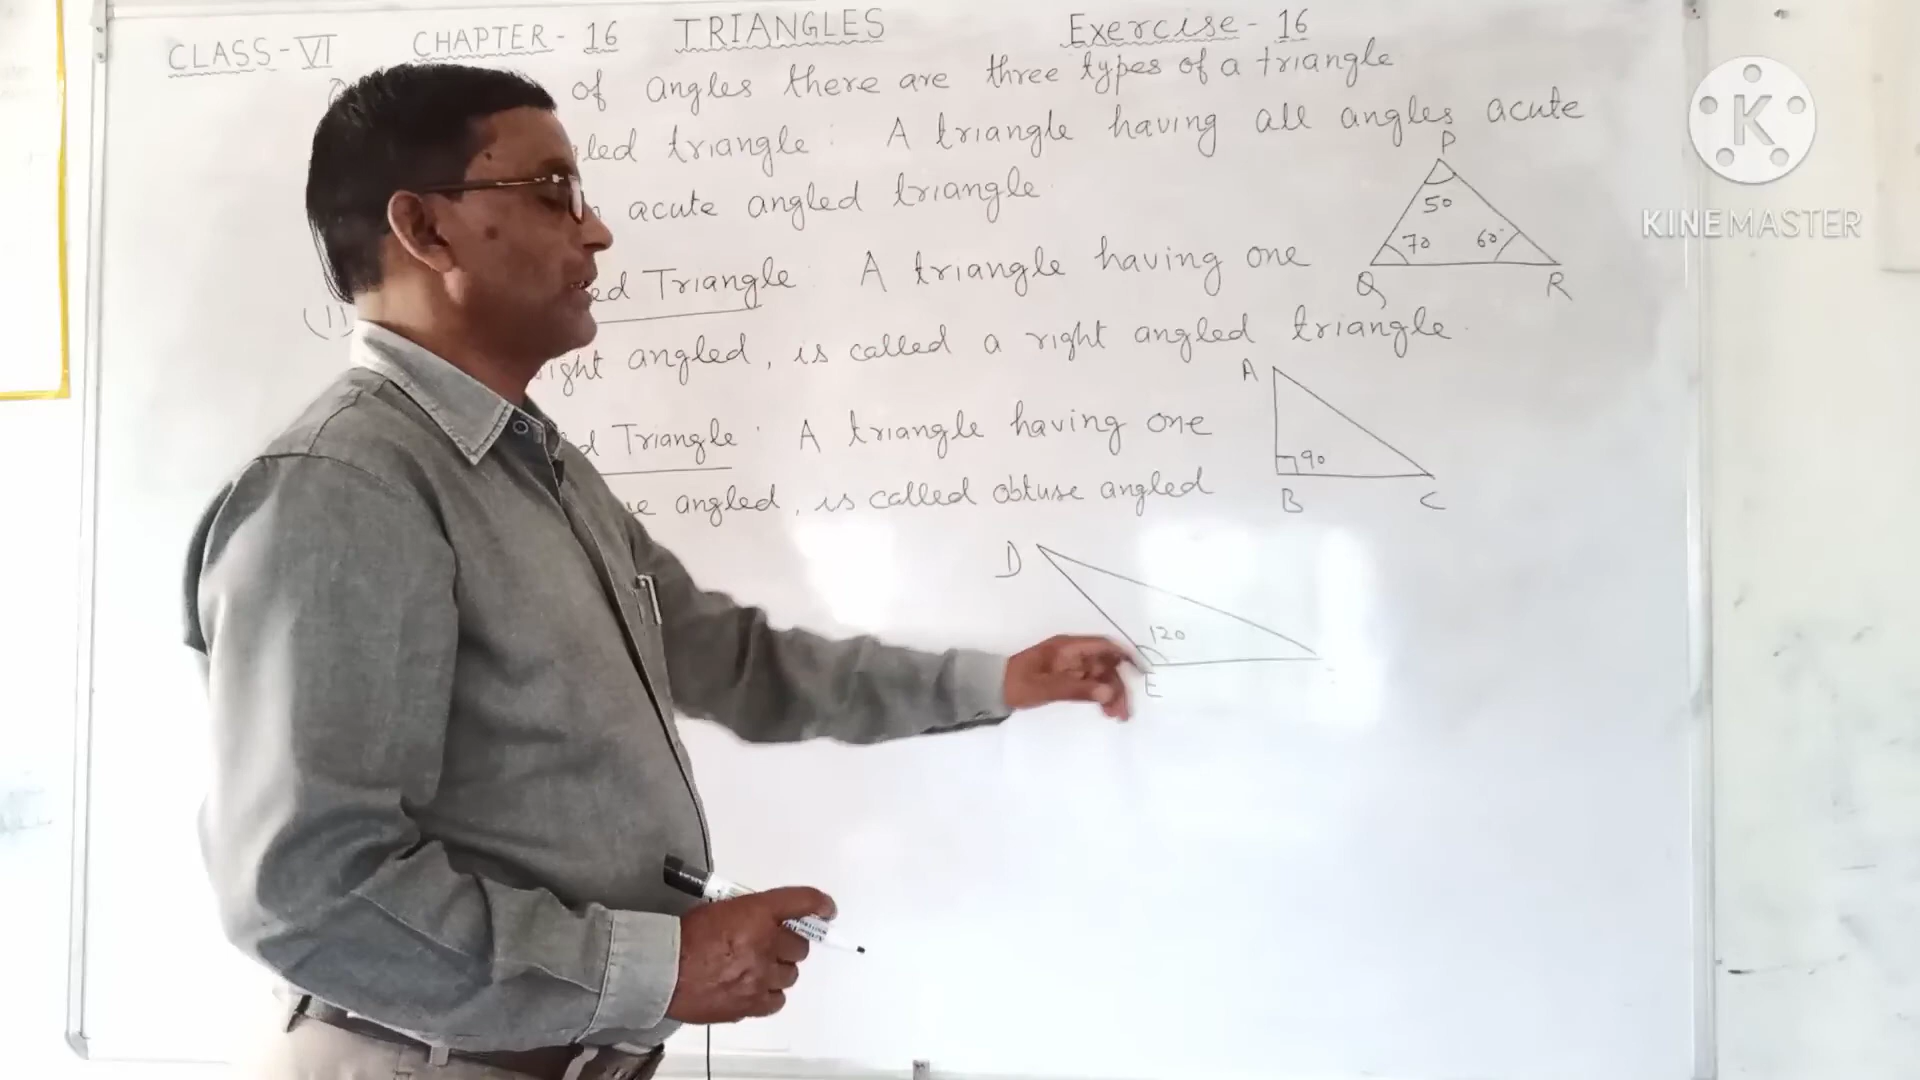 CLASS-VI CHAPTER-16 TRIANGLES Exercise-16
of angles there are three types of a triangle
led triangle: A triangle having all angles acute
acute angled triangle
P
50
70 60°
Q R
ed Triangle: A triangle having one
ight angled, is called a right angled triangle.
A
90
B C
d Triangle: A triangle having one
se angled, is called obtuse angled
D
120
E
K
KINEMASTER